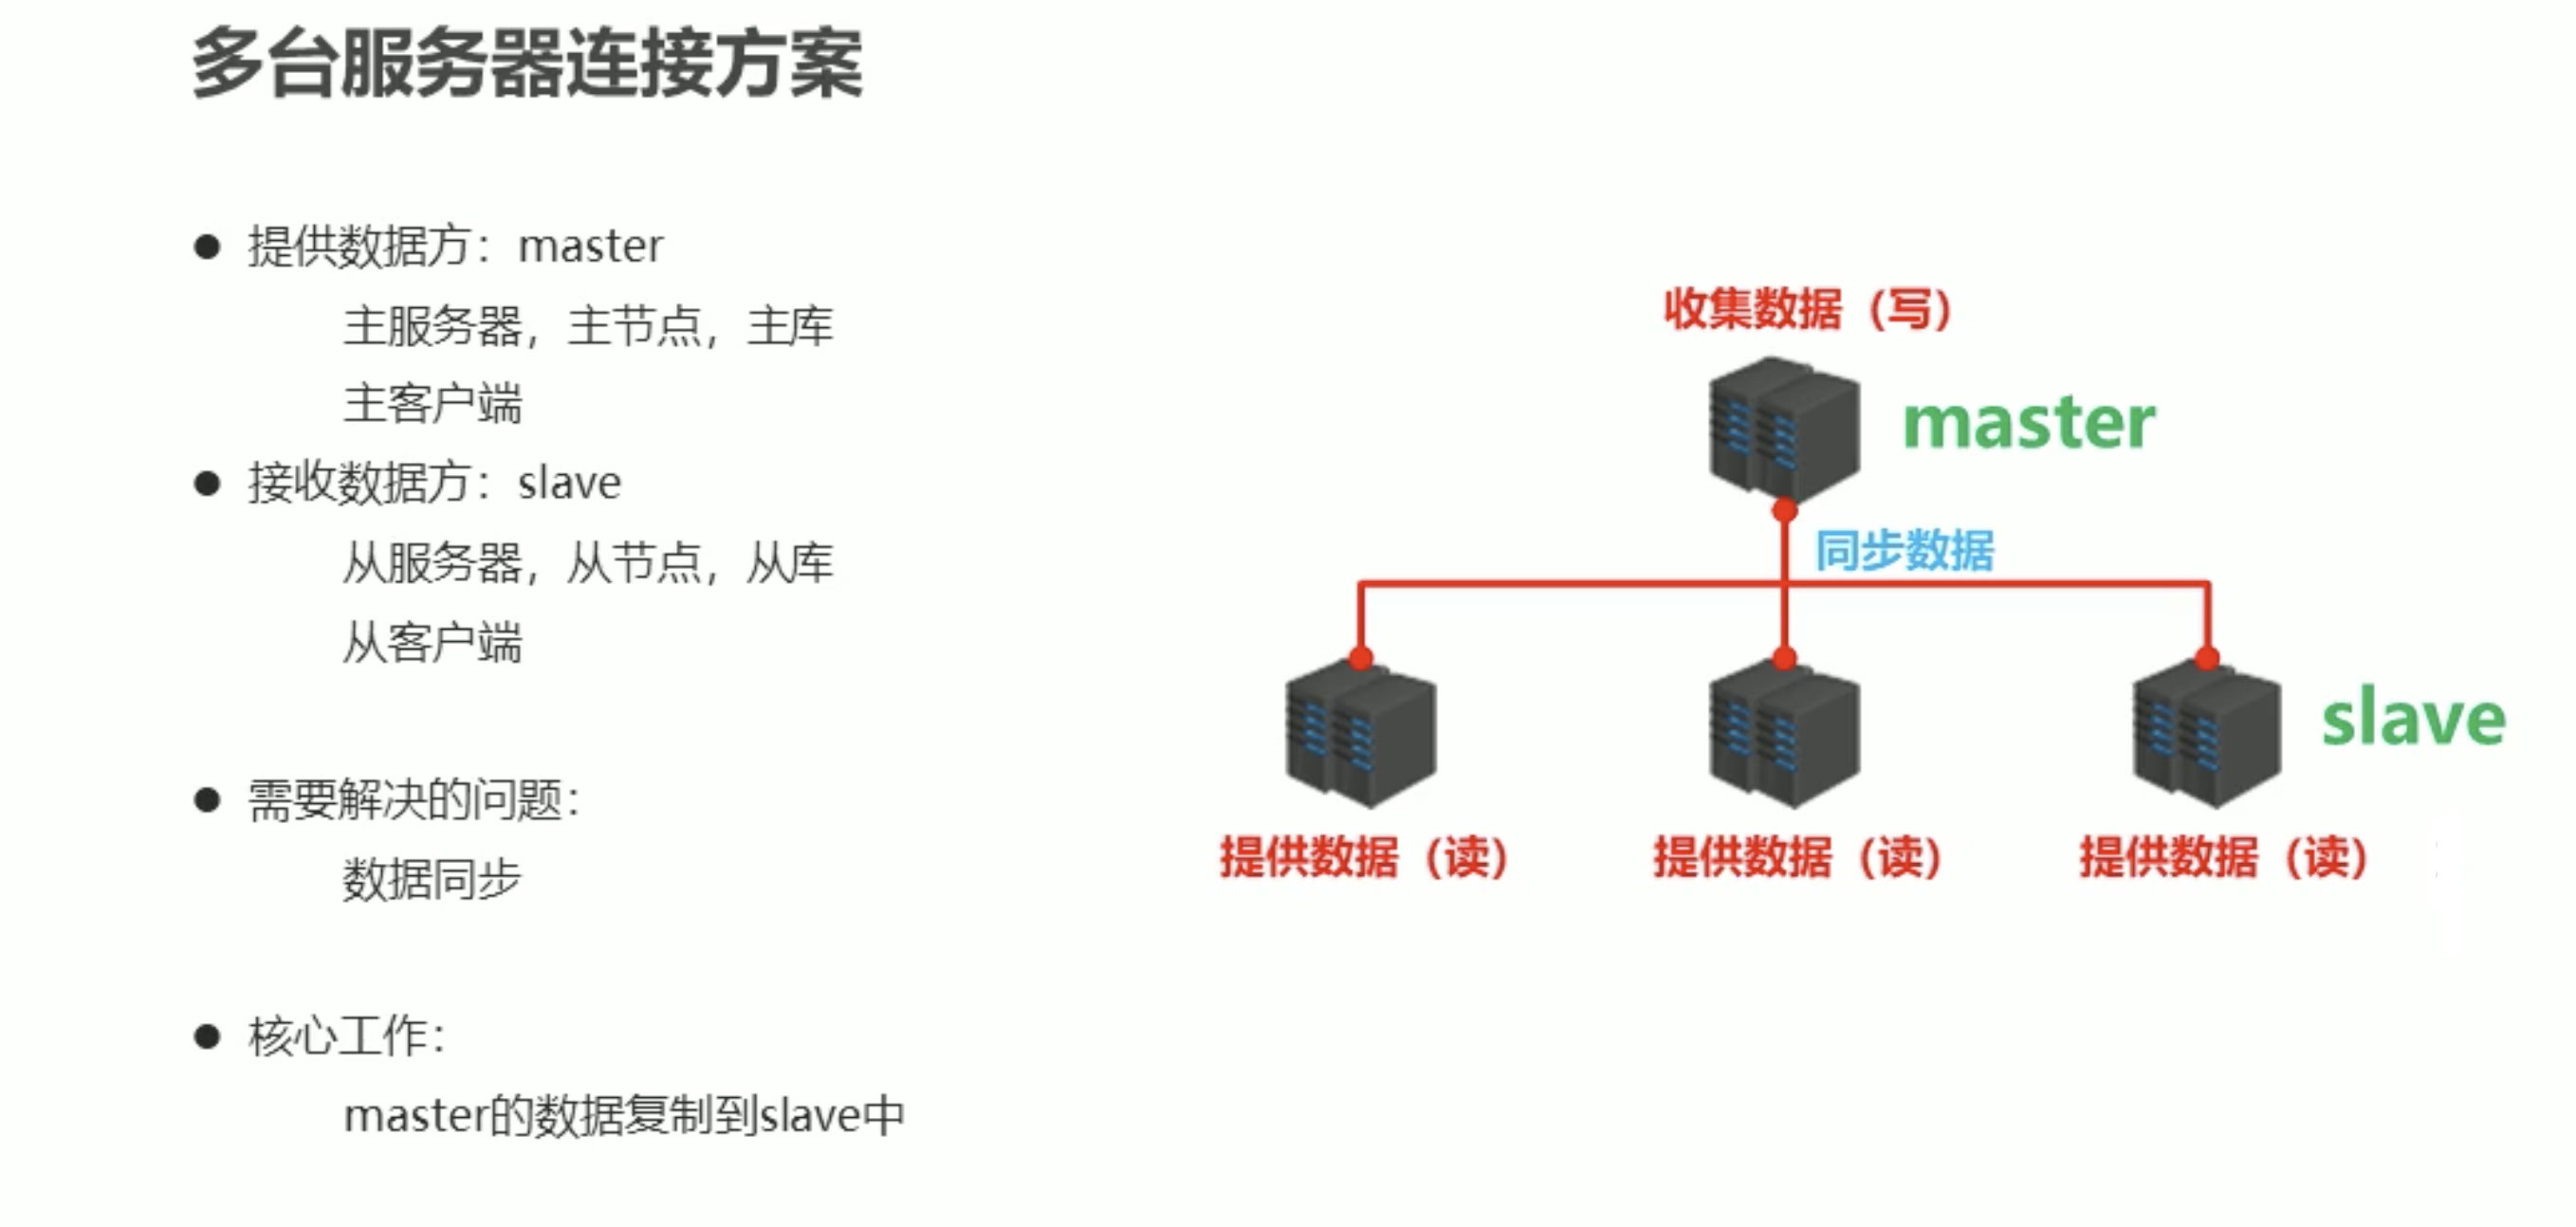 多台服务器连接方案
● 提供数据方：master
主服务器，主节点，主库
主客户端
● 接收数据方：slave
从服务器，从节点，从库
从客户端
● 需要解决的问题：
数据同步
● 核心工作：
master的数据复制到slave中
收集数据（写）
master
同步数据
slave
提供数据（读）
提供数据（读）
提供数据（读）